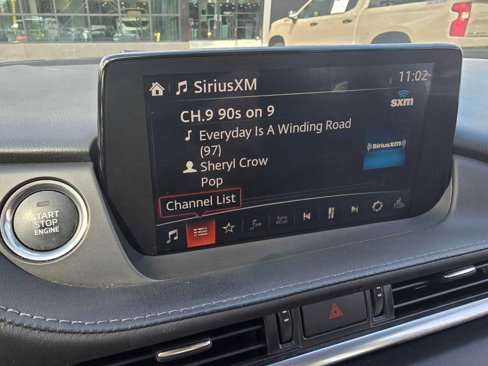 SiriusXM
11:02
CH.9 90s on 9
sxm
Everyday Is A Winding Road
(97)
Sheryl Crow
Pop
SiriusXM
Channel List
START
STOP
ENGINE